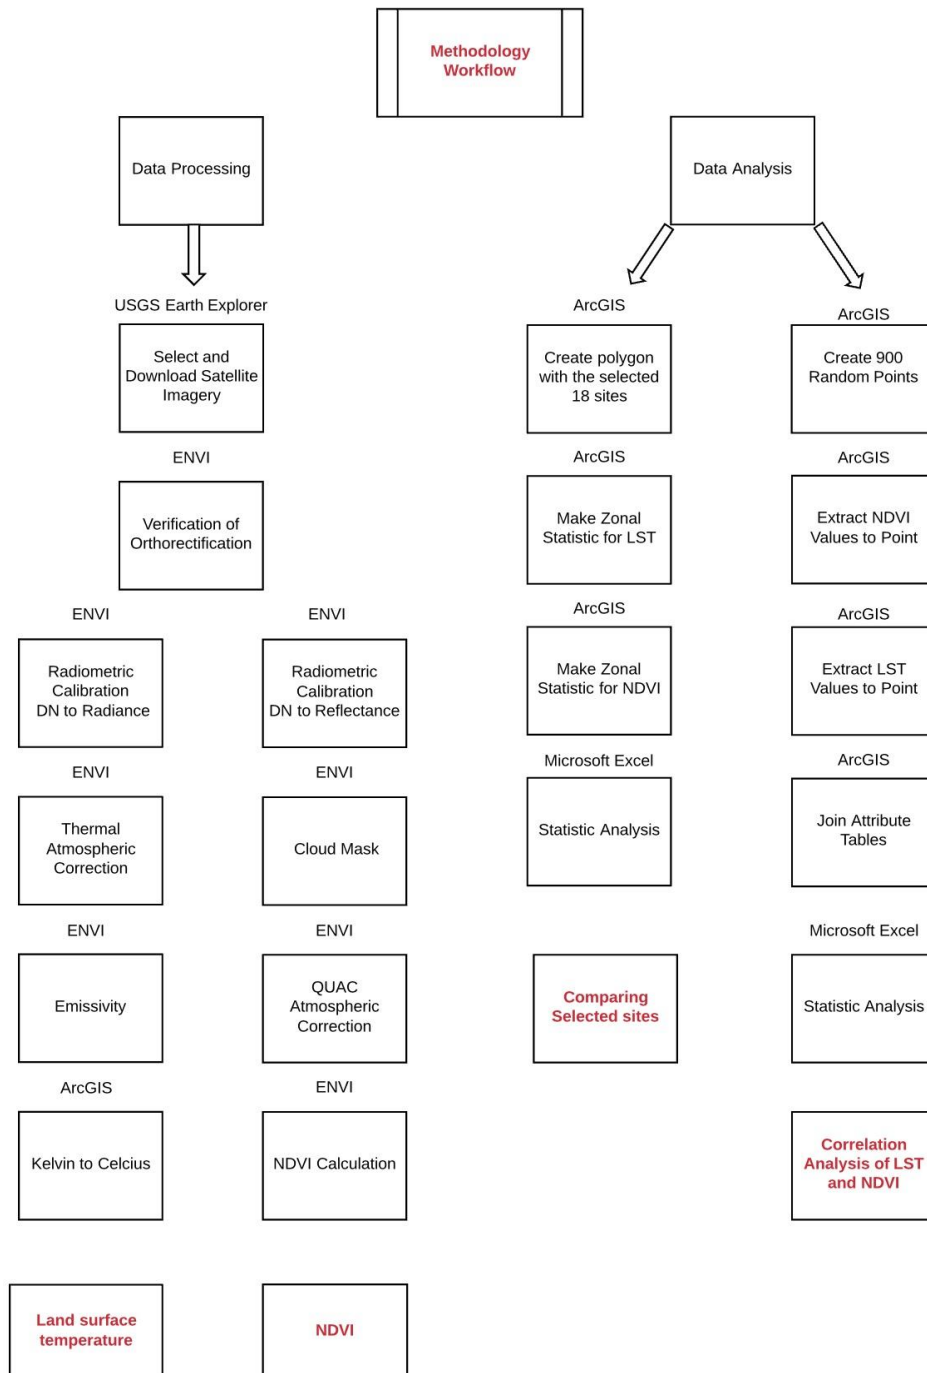 Methodology
Workflow
Data Processing
USGS Earth Explorer
Select and
Download Satellite
Imagery
ENVI
Verification of
Orthorectification
ENVI
Radiometric
Calibration
DN to Radiance
ENVI
Thermal
Atmospheric
Correction
ENVI
Emissivity
ArcGIS
Kelvin to Celcius
Land surface
temperature
ENVI
Radiometric
Calibration
DN to Reflectance
ENVI
Cloud Mask
ENVI
QUAC
Atmospheric
Correction
ENVI
NDVI Calculation
NDVI
Data Analysis
ArcGIS
Create polygon
with the selected
18 sites
ArcGIS
Make Zonal
Statistic for LST
ArcGIS
Make Zonal
Statistic for NDVI
Microsoft Excel
Statistic Analysis
Comparing
Selected sites
ArcGIS
Create 900
Random Points
ArcGIS
Extract NDVI
Values to Point
ArcGIS
Extract LST
Values to Point
ArcGIS
Join Attribute
Tables
Microsoft Excel
Statistic Analysis
Correlation
Analysis of LST
and NDVI